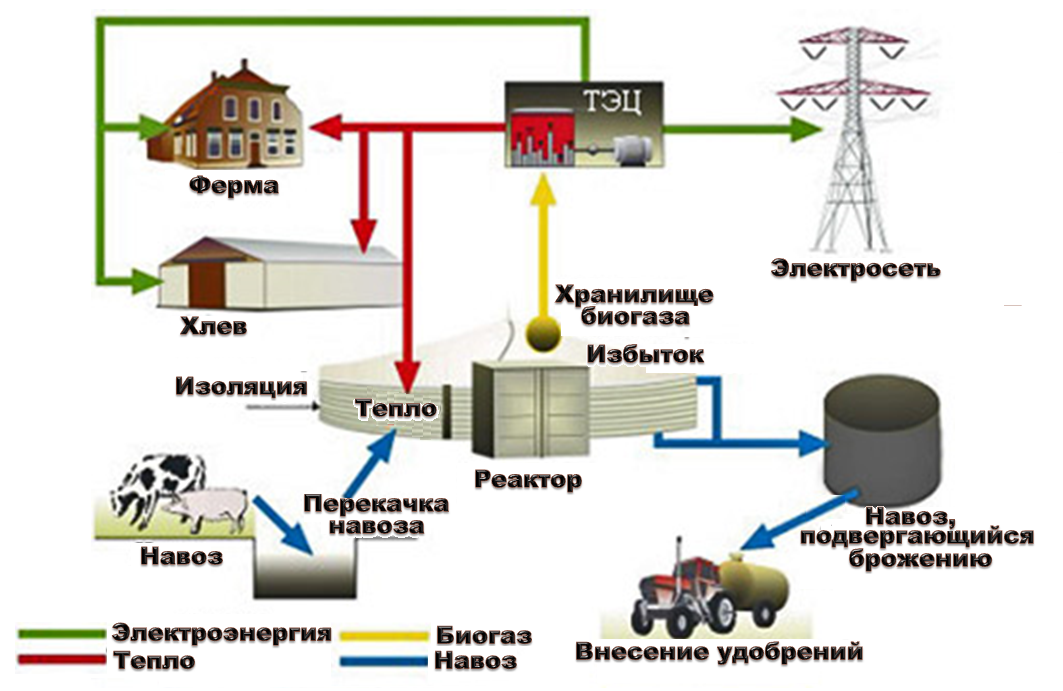 ТЭЦ
Ферма
Электросеть
Хлев
Хранилище
биогаза
Избыток
Изоляция
Тепло
Реактор
Перекачка
навоза
Навоз
Навоз,
подвергающийся
брожению
Электроэнергия
Биогаз
Тепло
Навоз
Внесение удобрений